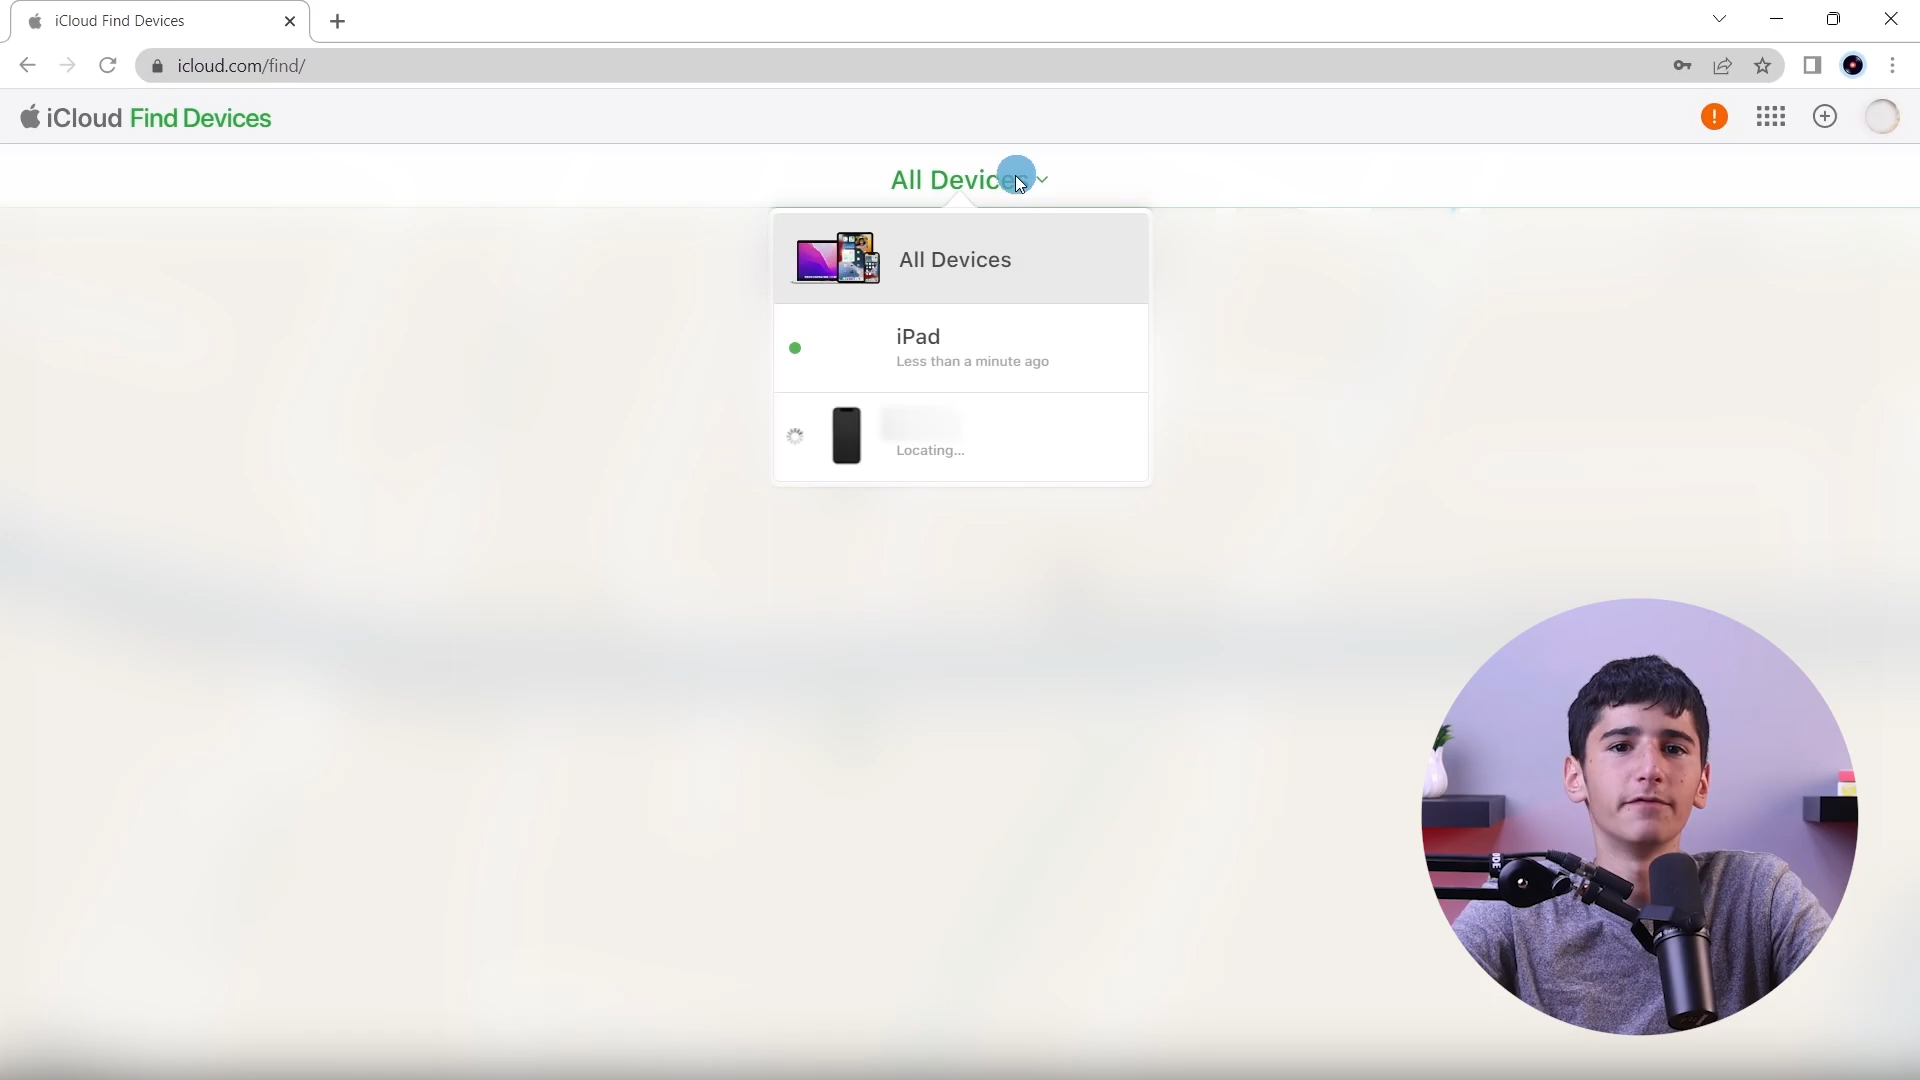 iCloud Find Devices
icloud.com/find/
iCloud Find Devices
All Devices
All Devices
iPad
Less than a minute ago
Locating...